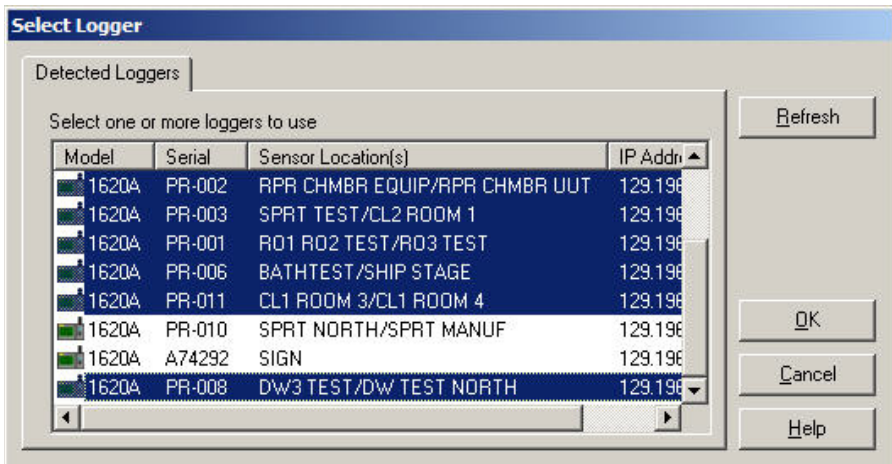 Select Logger
Detected Loggers
Select one or more loggers to use
Refresh
Model Serial Sensor Location(s) IP Addr
1620A PR-002 RPR CHMBR EQUIP/RPR CHMBR UUT 129.196
1620A PR-003 SPRT TEST/CL2 ROOM 1 129.196
1620A PR-001 RO1 RO2 TEST/RO3 TEST 129.196
1620A PR-006 BATHTEST/SHIP STAGE 129.196
1620A PR-011 CL1 ROOM 3/CL1 ROOM 4 129.196
1620A PR-010 SPRT NORTH/SPRT MANUF 129.196
1620A A74292 SIGN 129.196
1620A PR-008 DW3 TEST/DW TEST NORTH 129.196
OK
Cancel
Help